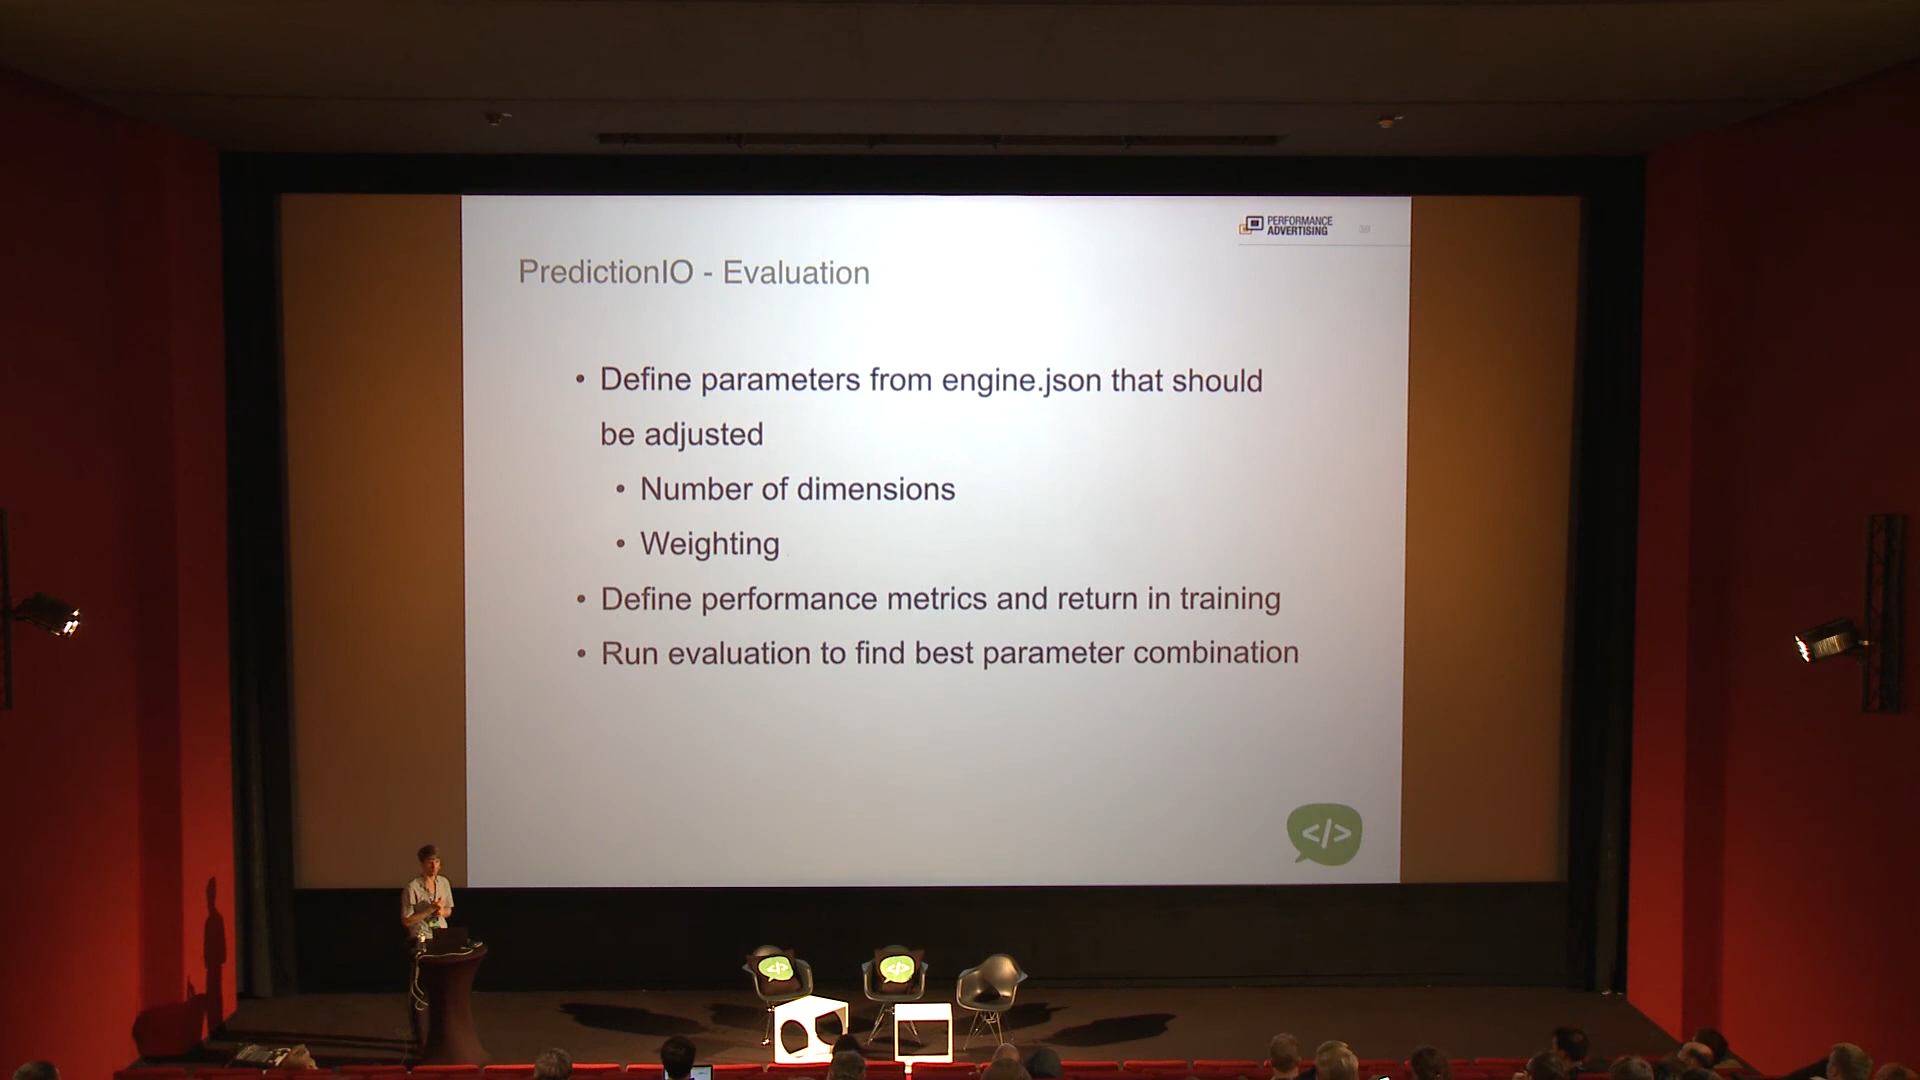 PERFORMANCE
ADVERTISING
PredictionIO - Evaluation
• Define parameters from engine.json that should
be adjusted
• Number of dimensions
• Weighting
• Define performance metrics and return in training
• Run evaluation to find best parameter combination
</>
</>
</>